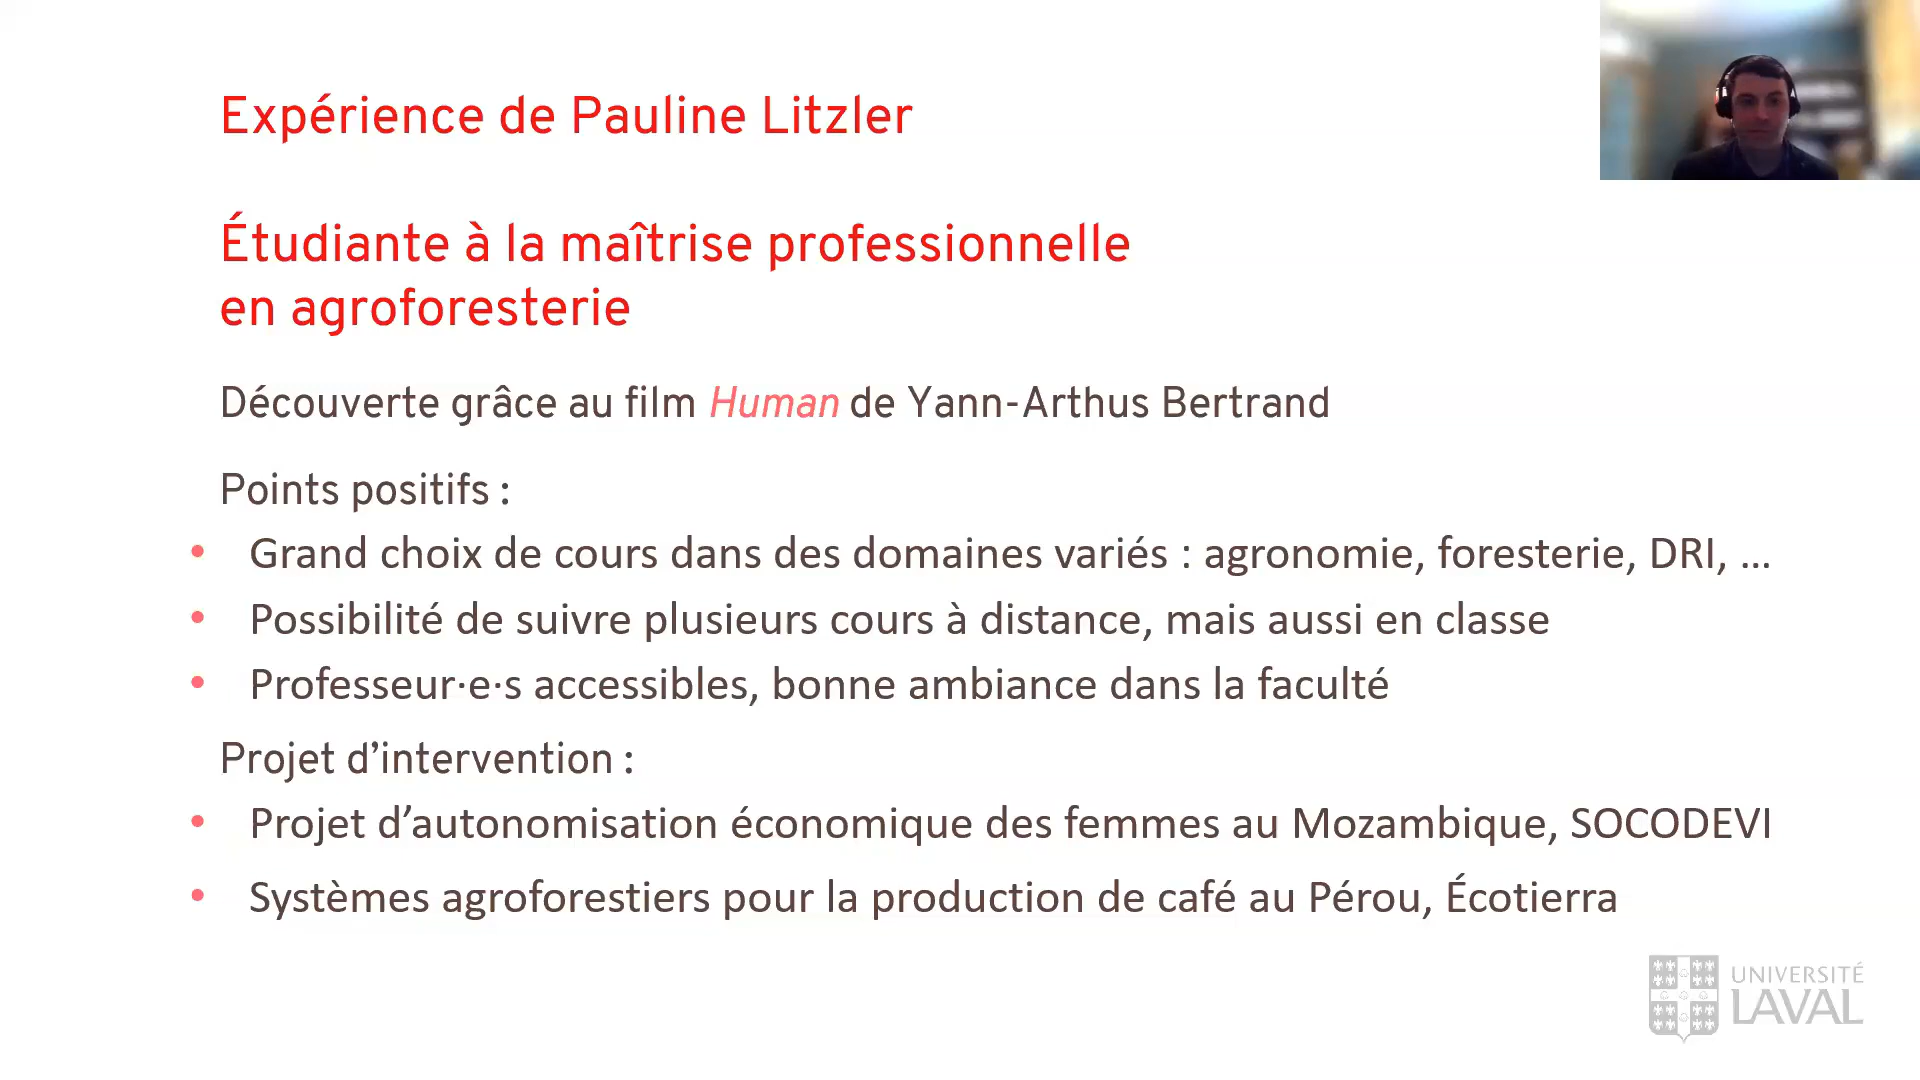 Expérience de Pauline Litzler
Étudiante à la maîtrise professionnelle
en agroforesterie
Découverte grâce au film Human de Yann-Arthus Bertrand
Points positifs :
• Grand choix de cours dans des domaines variés : agronomie, foresterie, DRI, ...
• Possibilité de suivre plusieurs cours à distance, mais aussi en classe
• Professeur·e·s accessibles, bonne ambiance dans la faculté
Projet d’intervention :
• Projet d’autonomisation économique des femmes au Mozambique, SOCODEVI
• Systèmes agroforestiers pour la production de café au Pérou, Écotierra
UNIVERSITÉ
LAVAL